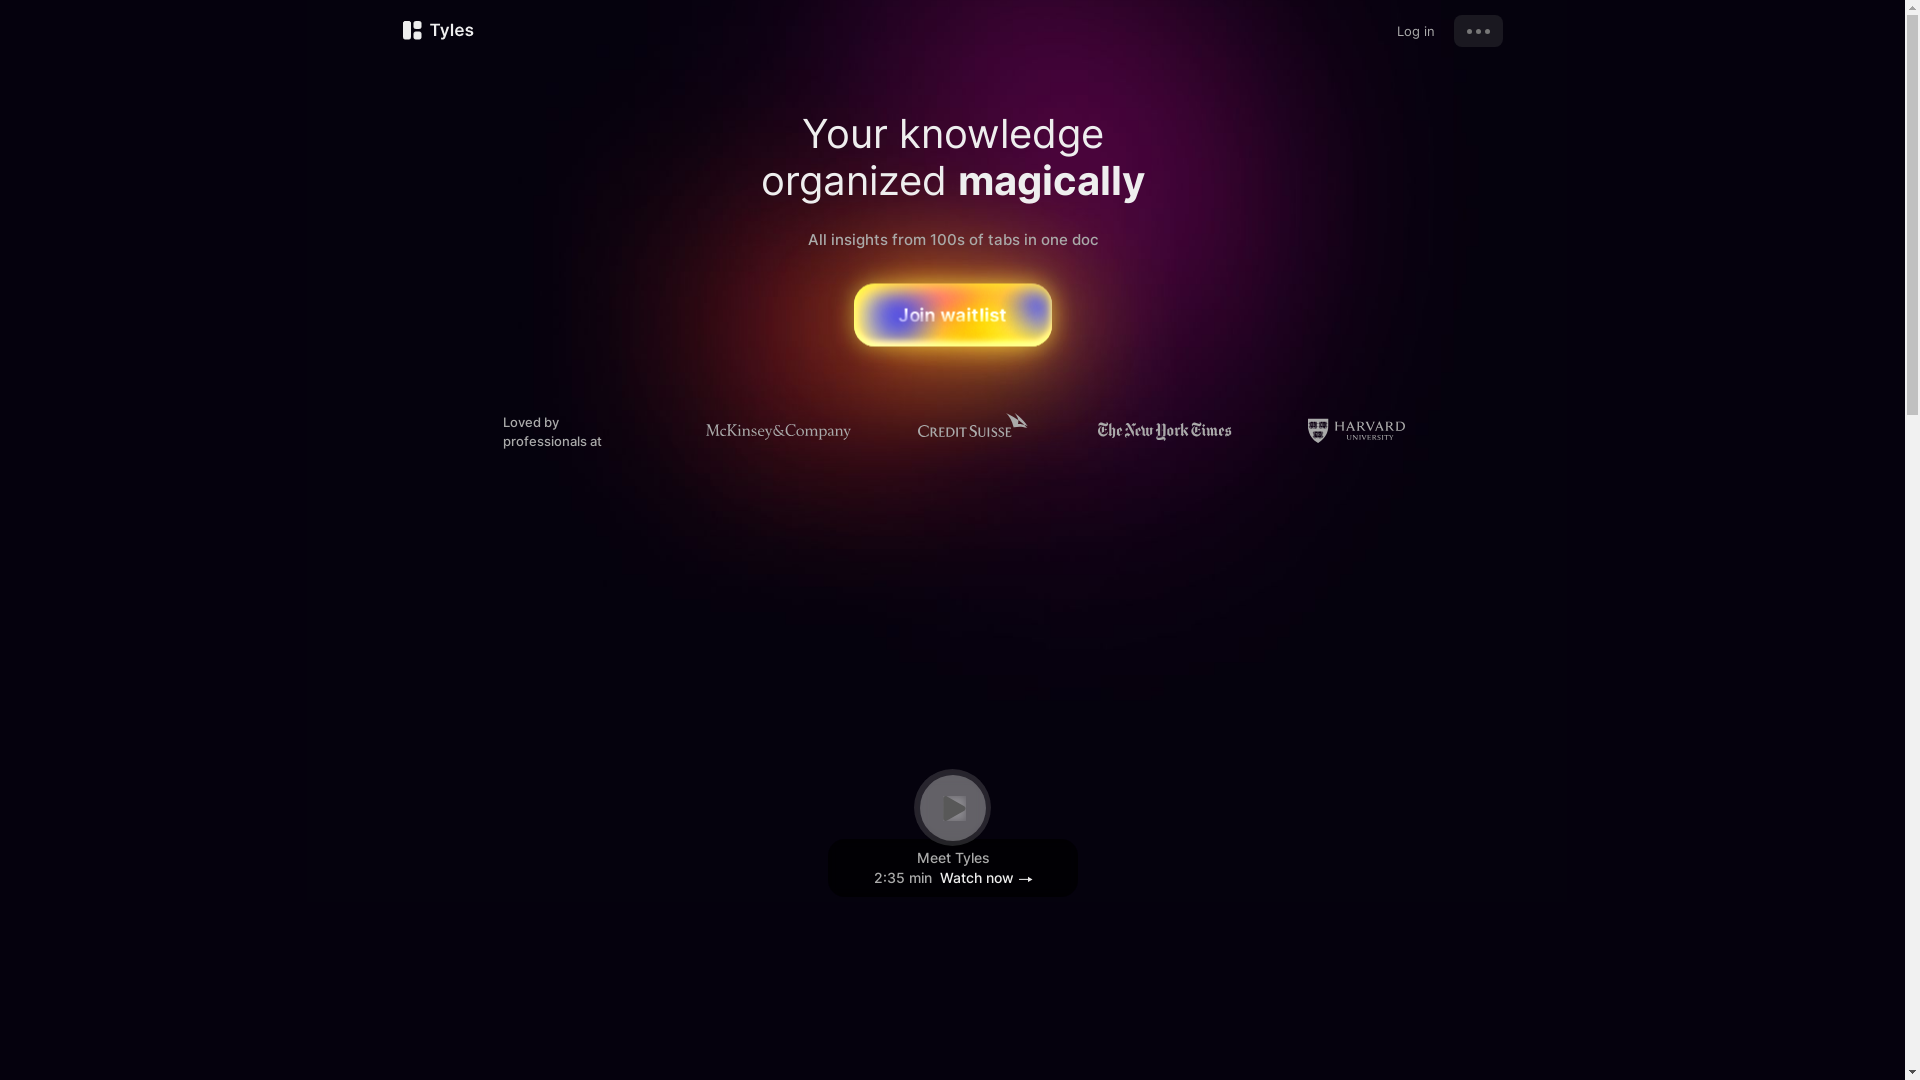 Tyles
Log in
Your knowledge
organized magically
All insights from 100s of tabs in one doc
Join waitlist
Loved by
professionals at
McKinsey&Company
CREDIT SUISSE
The New York Times
HARVARD
UNIVERSITY
Meet Tyles
2:35 min Watch now →